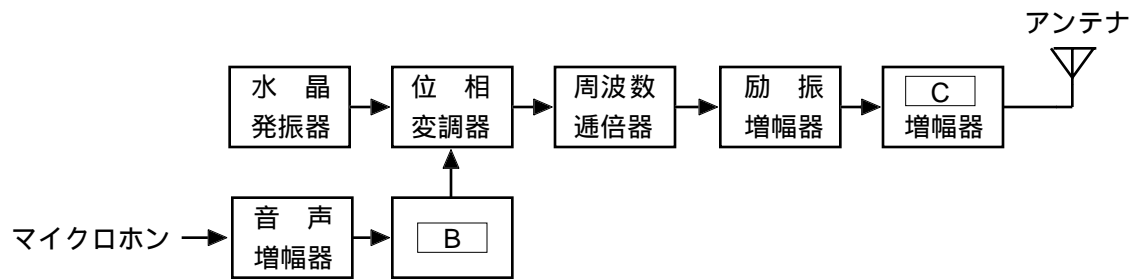 アンテナ
水 晶
発振器
位 相
変調器
周波数
逓倍器
励 振
増幅器
C
増幅器
マイクロホン
音 声
増幅器
B